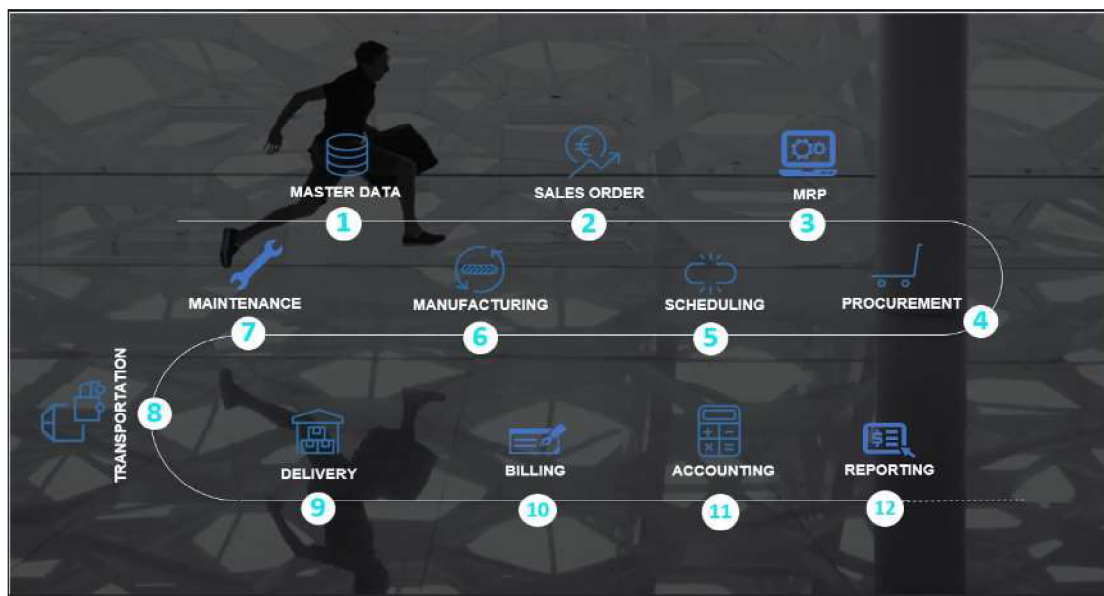 MASTER DATA
1
SALES ORDER
2
MRP
3
PROCUREMENT
4
SCHEDULING
5
MANUFACTURING
6
MAINTENANCE
7
TRANSPORTATION
8
DELIVERY
9
BILLING
10
ACCOUNTING
11
REPORTING
12